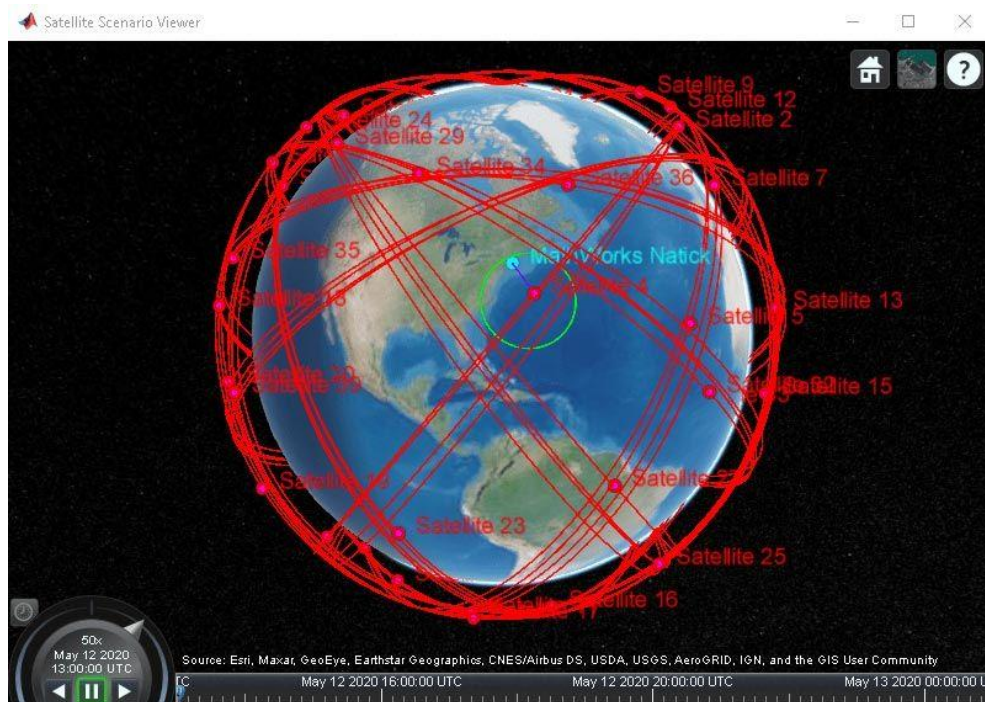 Satellite Scenario Viewer
Satellite 9
Satellite 12
Satellite 2
Satellite 29
Satellite 34
Satellite 36
Satellite 7
Satellite 35
MathWorks Natick
Satellite 4
Satellite 13
Satellite 5
Satellite 15
Satellite 19
Satellite 23
Satellite 25
Satellite 16
50x
May 12 2020
13:00:00 UTC
Source: Esri, Maxar, GeoEye, Earthstar Geographics, CNES/Airbus DS, USDA, USGS, AeroGRID, IGN, and the GIS User Community
May 12 2020 16:00:00 UTC
May 12 2020 20:00:00 UTC
May 13 2020 00:00:00 U